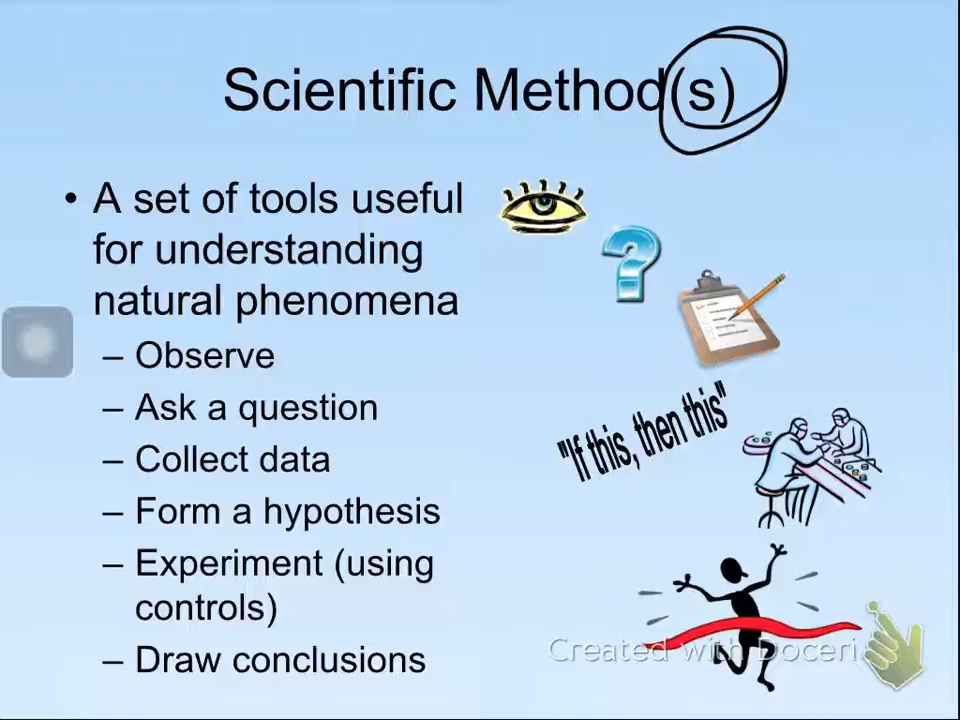 Scientific Method(s)
• A set of tools useful
for understanding
natural phenomena
– Observe
– Ask a question
– Collect data
– Form a hypothesis
– Experiment (using
controls)
– Draw conclusions
"If this, then this"
Created with Doceri